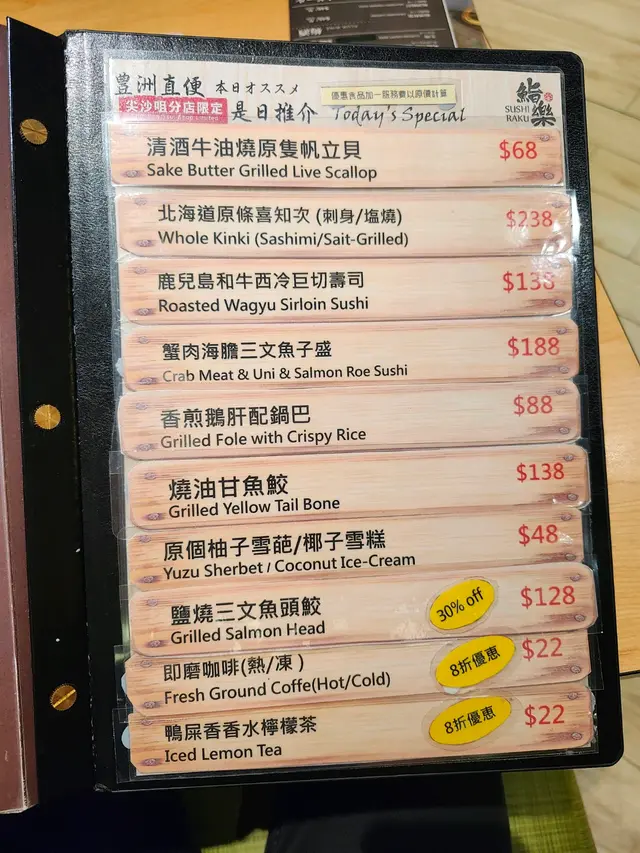 豊洲直便 本日オススメ
優惠食品加一服務費以原價計算
尖沙咀分店限定
是日推介 Today's Special
鮨樂
SUSHI
RAKU
清酒牛油燒原隻帆立貝 $68
Sake Butter Grilled Live Scallop
北海道原條喜知次 (刺身/塩燒) $238
Whole Kinki (Sashimi/Sait-Grilled)
鹿兒島和牛西冷巨切壽司 $138
Roasted Wagyu Sirloin Sushi
蟹肉海膽三文魚子盛 $188
Crab Meat & Uni & Salmon Roe Sushi
香煎鵝肝配鍋巴 $88
Grilled Fole with Crispy Rice
燒油甘魚鮫 $138
Grilled Yellow Tail Bone
原個柚子雪葩/椰子雪糕 $48
Yuzu Sherbet / Coconut Ice-Cream
鹽燒三文魚頭鮫 30% off $128
Grilled Salmon Head
即磨咖啡(熱/凍 ) 8折優惠 $22
Fresh Ground Coffe(Hot/Cold)
鴨屎香香水檸檬茶 8折優惠 $22
Iced Lemon Tea